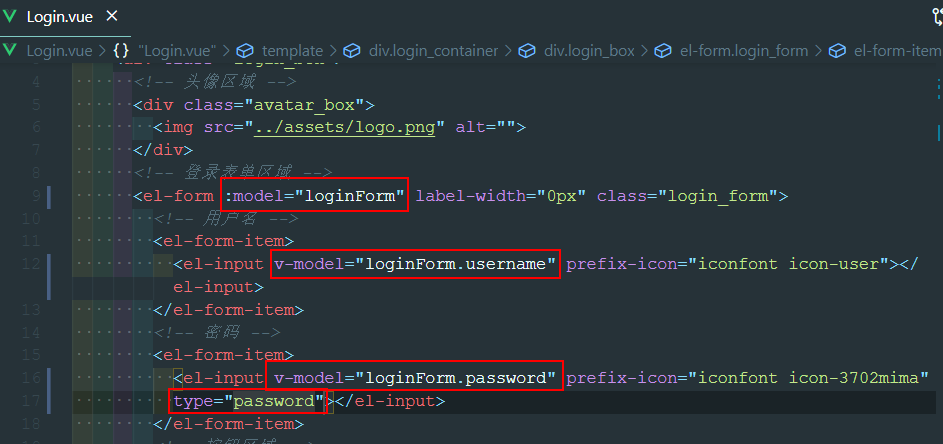 Login.vue ×
Login.vue > {} "Login.vue" > template > div.login_container > div.login_box > el-form.login_form > el-form-item
4 <!-- 头像区域 -->
5 <div class="avatar_box">
6 <img src="../assets/logo.png" alt="">
7 </div>
8 <!-- 登录表单区域 -->
9 <el-form :model="loginForm" label-width="0px" class="login_form">
10 <!-- 用户名 -->
11 <el-form-item>
12 <el-input v-model="loginForm.username" prefix-icon="iconfont icon-user"></
el-input>
13 </el-form-item>
14 <!-- 密码 -->
15 <el-form-item>
16 <el-input v-model="loginForm.password" prefix-icon="iconfont icon-3702mima"
17 type="password"></el-input>
18 </el-form-item>